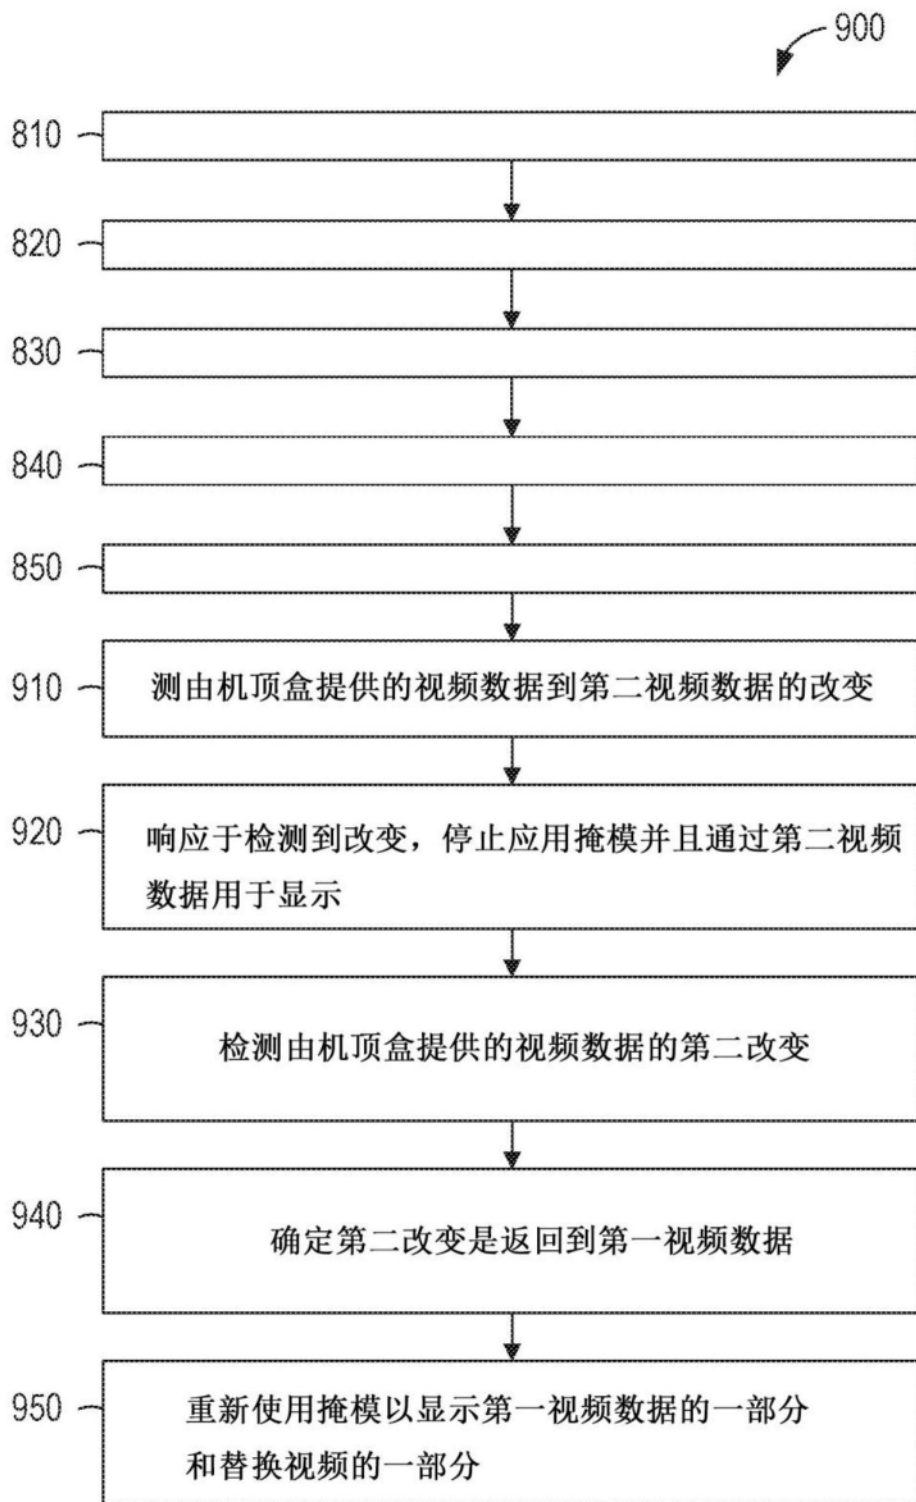 900
810
820
830
840
850
910
测由机顶盒提供的视频数据到第二视频数据的改变
920
响应于检测到改变，停止应用掩模并且通过第二视频
数据用于显示
930
检测由机顶盒提供的视频数据的第二改变
940
确定第二改变是返回到第一视频数据
950
重新使用掩模以显示第一视频数据的一部分
和替换视频的一部分